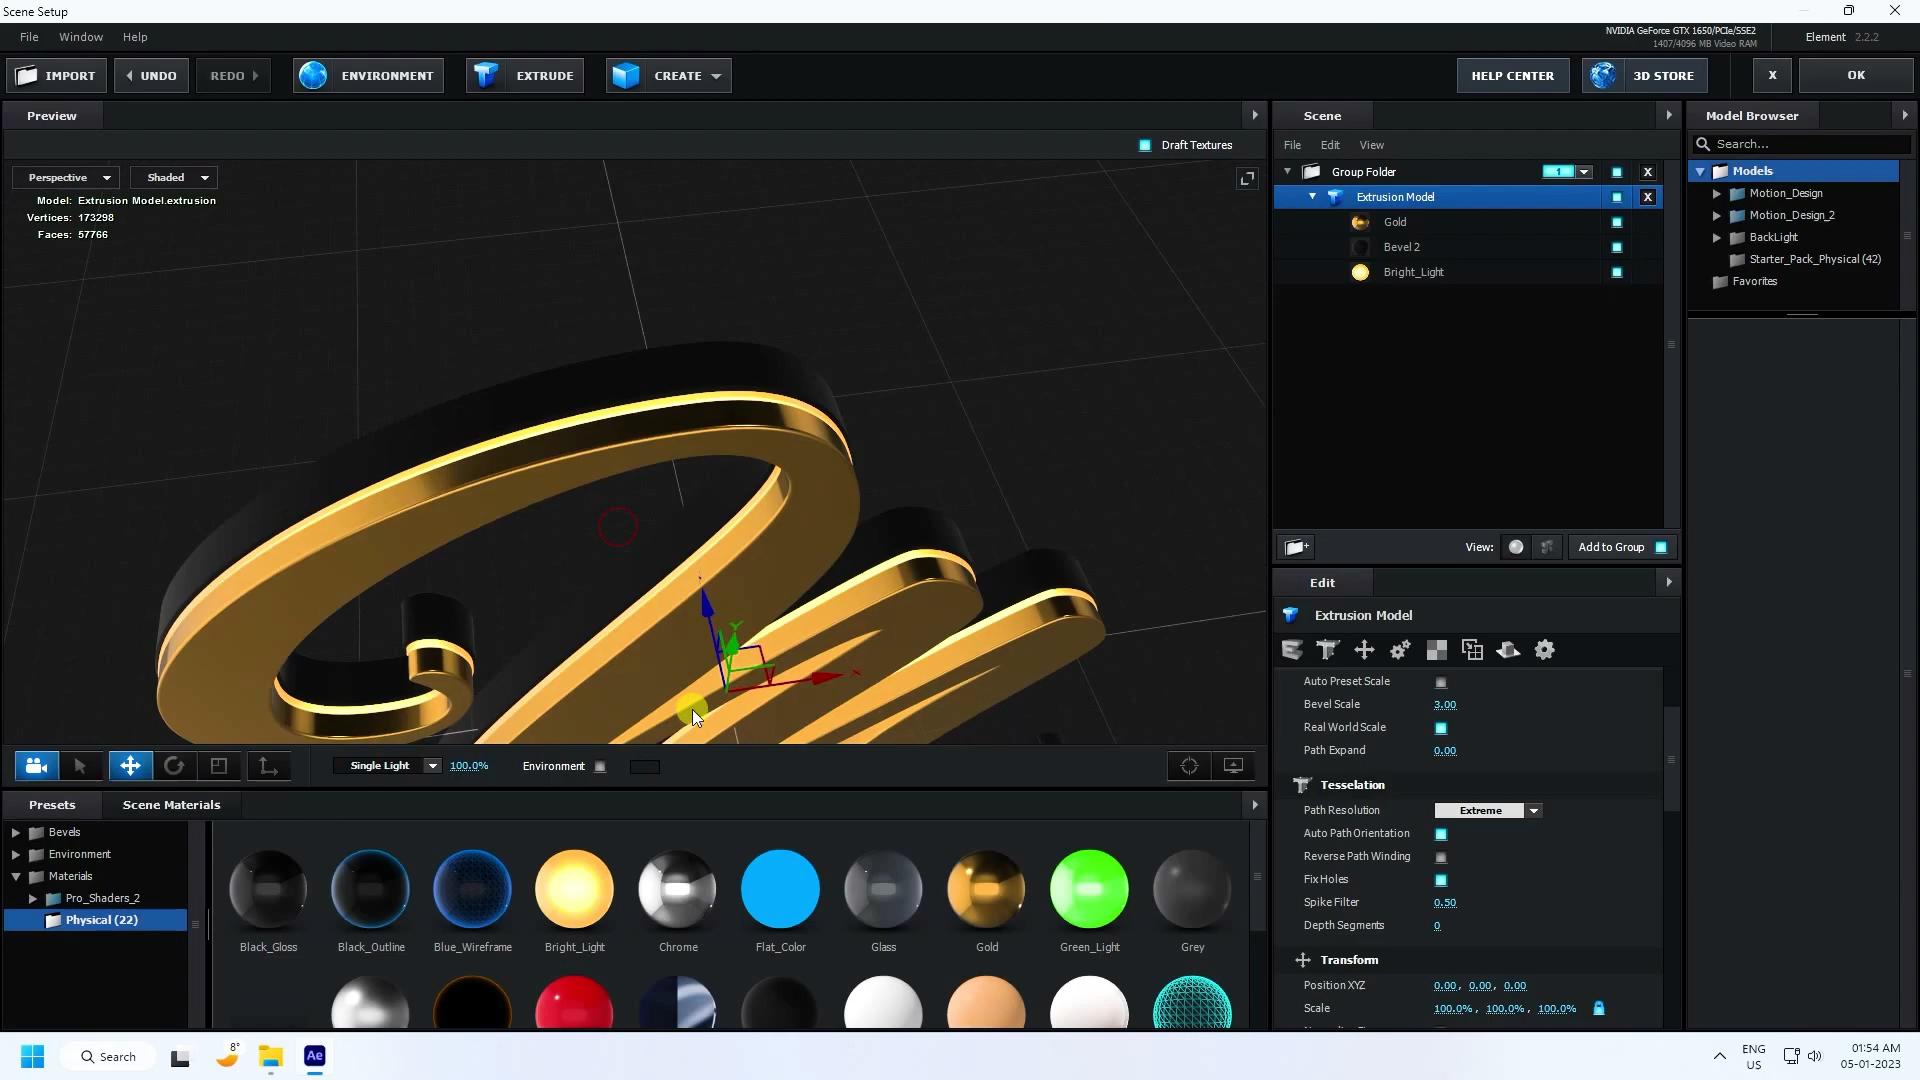 Scene Setup
File Window Help
NVIDIA GeForce GTX 1650/PCIe/SSE2
1407/4096 MB Video RAM
Element 2.2.2
IMPORT UNDO REDO ENVIRONMENT EXTRUDE CREATE HELP CENTER 3D STORE X OK
Preview
Draft Textures
Perspective Shaded
Model: Extrusion Model.extrusion
Vertices: 173298
Faces: 57766
Y
X
Single Light 100.0% Environment
Presets Scene Materials
Bevels
Environment
Materials
Pro_Shaders_2
Physical (22)
Black_Gloss Black_Outline Blue_Wireframe Bright_Light Chrome Flat_Color Glass Gold Green_Light Grey
Scene
File Edit View
Group Folder 1 X
Extrusion Model X
Gold
Bevel 2
Bright_Light
View: Add to Group
Edit
Extrusion Model
Auto Preset Scale
Bevel Scale 3.00
Real World Scale
Path Expand 0.00
Tesselation
Path Resolution Extreme
Auto Path Orientation
Reverse Path Winding
Fix Holes
Spike Filter 0.50
Depth Segments 0
Transform
Position XYZ 0.00, 0.00, 0.00
Scale 100.0%, 100.0%, 100.0%
Model Browser
Search...
Models
Motion_Design
Motion_Design_2
BackLight
Starter_Pack_Physical (42)
Favorites
Search
8°
Ae
ENG
US
01:54 AM
05-01-2023